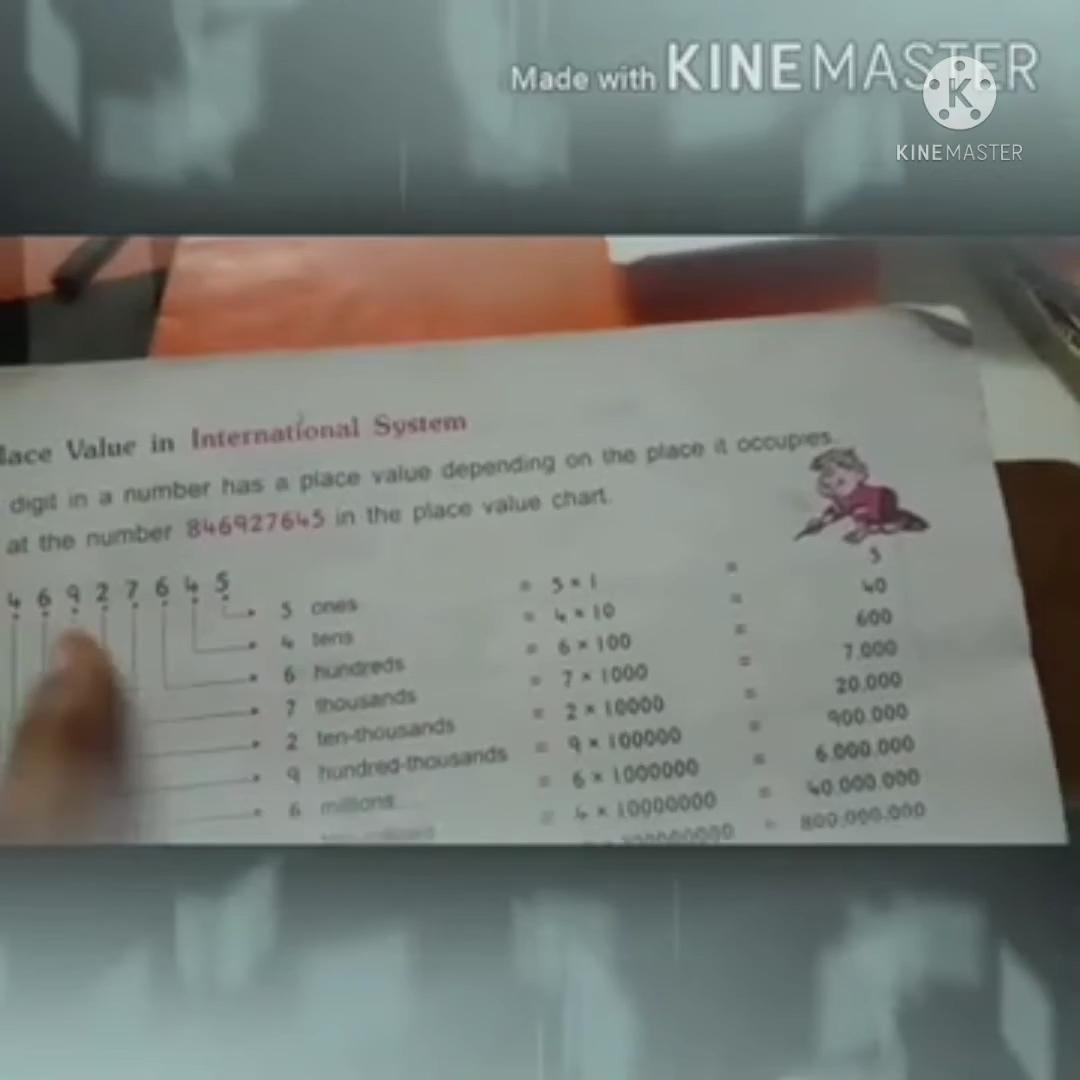 Made with KINEMASTER
K
KINEMASTER
lace Value in International System
digit in a number has a place value depending on the place it occupies.
at the number 846927645 in the place value chart.
4 6 9 2 7 6 4 5
5 ones = 5 × 1 = 5
4 tens = 4 × 10 = 40
6 hundreds = 6 × 100 = 600
7 thousands = 7 × 1000 = 7,000
2 ten-thousands = 2 × 10000 = 20,000
9 hundred-thousands = 9 × 100000 = 900,000
6 millions = 6 × 1000000 = 6,000,000
= 4 × 10000000 = 40,000,000
= 800,000,000